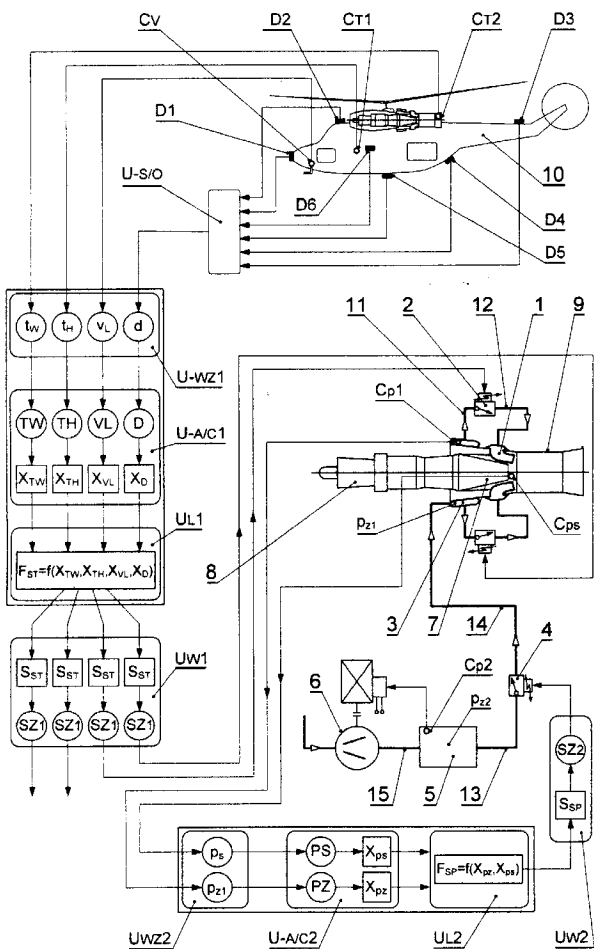 CV D2 CT1 CT2 D3
D1
U-S/O
D6
10
D4
D5
tW tH vL d
U-WZ1
11 2 12 1 9
TW TH VL D
Cp1
U-A/C1
XTW XTH XVL XD
UL1
pz1
Cps
8
FST=f(XTW,XTH,XVL,XD)
3 7 14
4
SST SST SST SST
UW1
Cp2
6
pz2
SZ1 SZ1 SZ1 SZ1
SZ2
15 5 13
SSP
ps PS Xps
FSP=f(Xpz,Xps)
pz1 PZ Xpz
UWZ2 U-A/C2 UL2 UW2